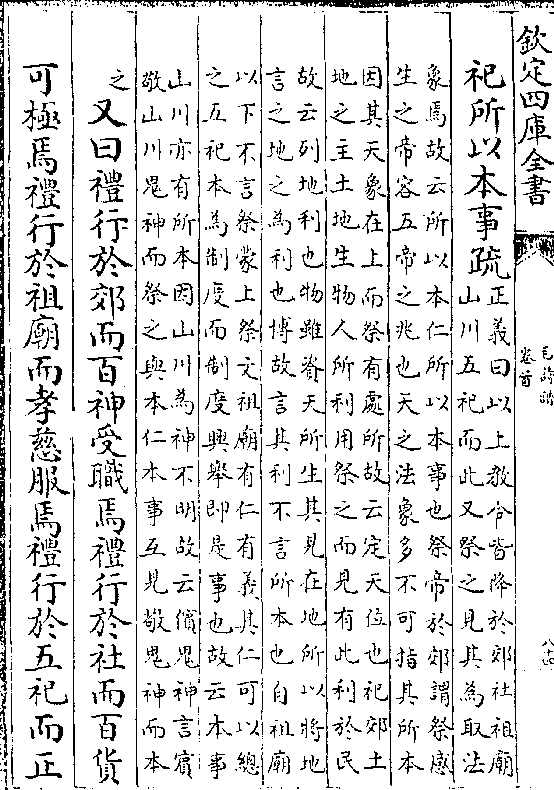 欽定四庫全書
毛詩譜
卷首
祀所以本事疏
正義曰以上教令皆降於郊社祖廟
山川五祀而此又祭之見其為取法
象焉故云所以本仁所以本事也祭帝於郊謂祭感
生之帝容五帝之兆也天之法象多不可指其所本
因其天象在上而祭有處所故云定天位也祀郊土
地之主土地生物人所利用祭之而見有此利於民
故云列地利也物雖資天所生其見在地所以將地
言之地之為利也博故言其利不言所本也自祖廟
以下不言祭蒙上祭文祖廟有仁有義其仁可以總
之五祀本為制度而制度興舉即是事也故云本事
山川亦有所本因山川為神不明故云儐鬼神言賓
敬山川鬼神而祭之與本仁本事互見敬鬼神而本
之
又曰禮行於郊而百神受職焉禮行於社而百貨
可極焉禮行於祖廟而孝慈服焉禮行於五祀而正